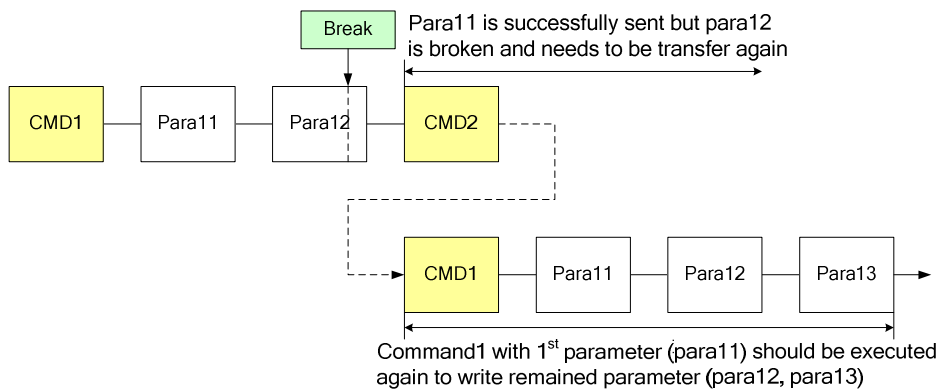 Break
Para11 is successfully sent but para12
is broken and needs to be transfer again
CMD1
Para11
Para12
CMD2
CMD1
Para11
Para12
Para13
Command1 with 1st parameter (para11) should be executed
again to write remained parameter (para12, para13)